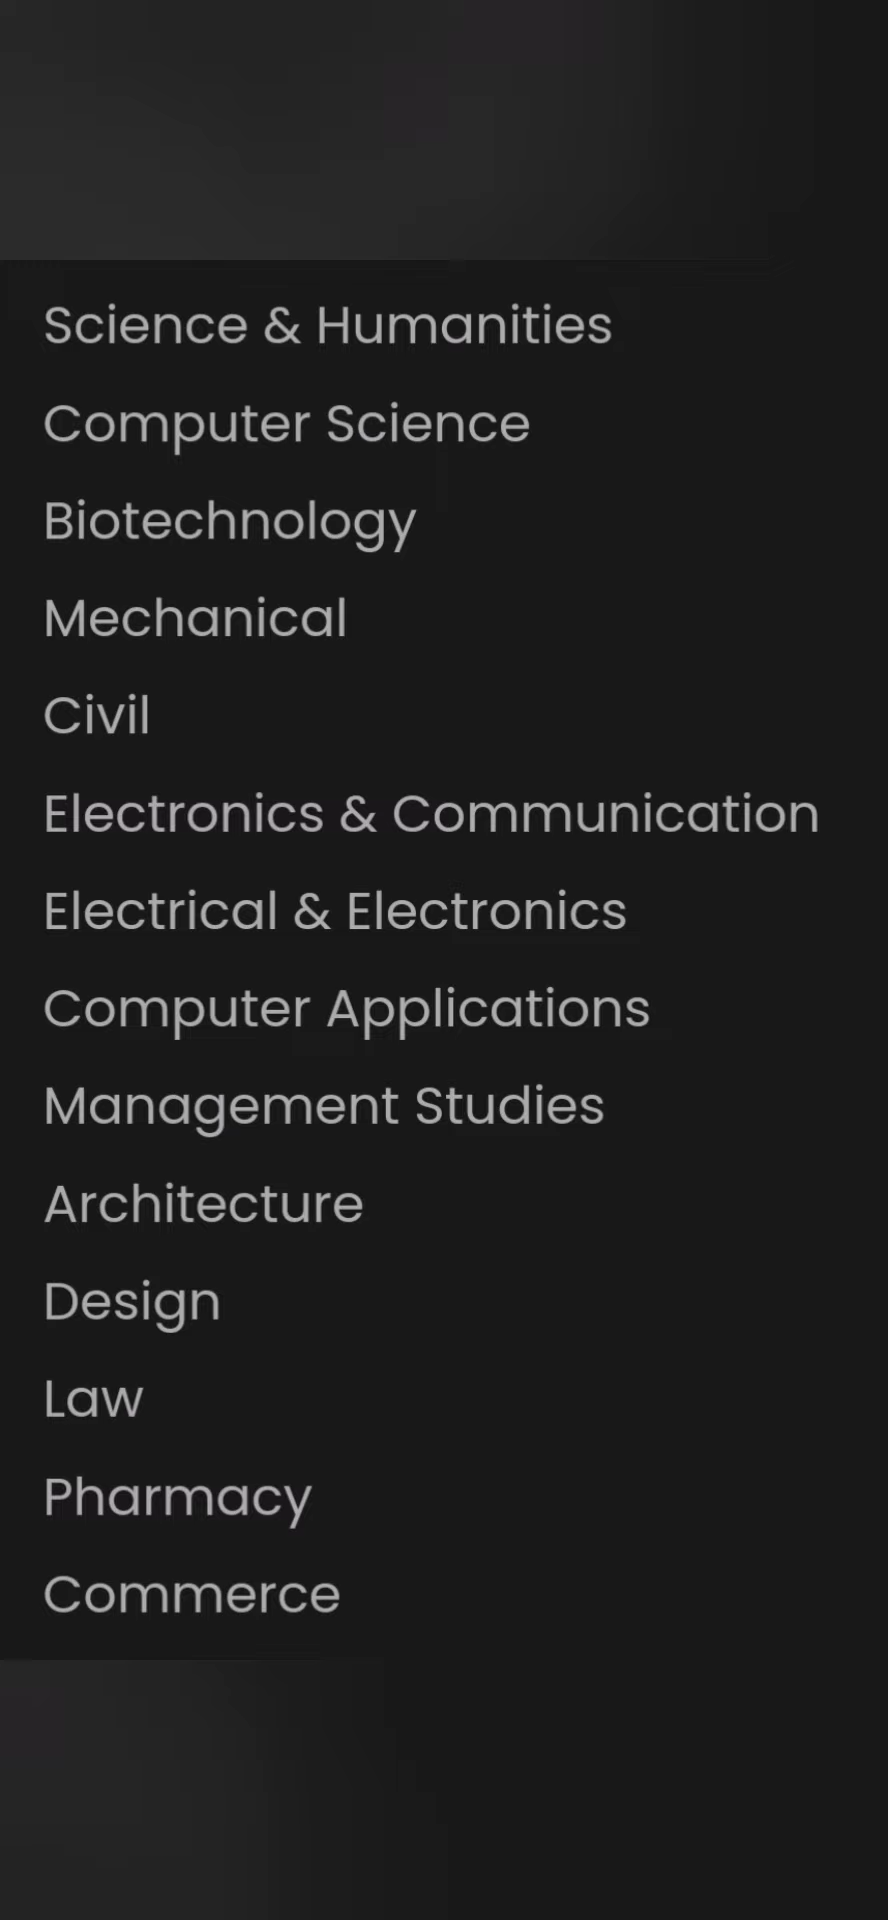 Science & Humanities
Computer Science
Biotechnology
Mechanical
Civil
Electronics & Communication
Electrical & Electronics
Computer Applications
Management Studies
Architecture
Design
Law
Pharmacy
Commerce